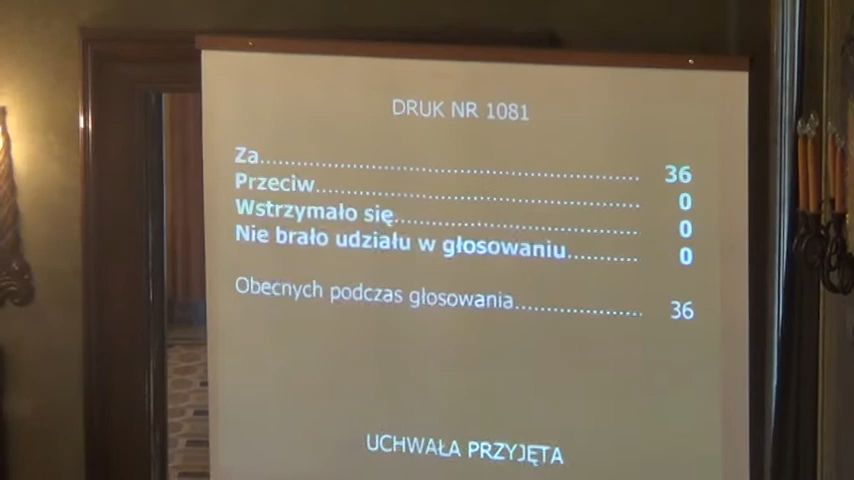 DRUK NR 1081
Za............................................................ 36
Przeciw.................................................... 0
Wstrzymało się........................................ 0
Nie brało udziału w głosowaniu............ 0
Obecnych podczas głosowania.................... 36
UCHWAŁA PRZYJĘTA